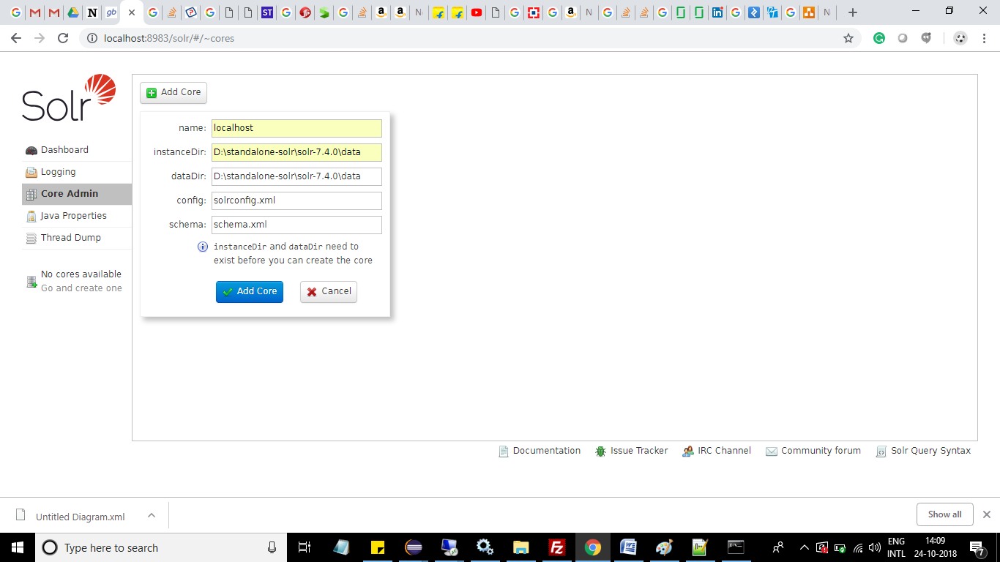 localhost:8983/solr/#/~cores
Solr
Add Core
name: localhost
instanceDir: D:\standalone-solr\solr-7.4.0\data
dataDir: D:\standalone-solr\solr-7.4.0\data
config: solrconfig.xml
schema: schema.xml
instanceDir and dataDir need to
exist before you can create the core
Add Core
Cancel
Dashboard
Logging
Core Admin
Java Properties
Thread Dump
No cores available
Go and create one
Documentation
Issue Tracker
IRC Channel
Community forum
Solr Query Syntax
Untitled Diagram.xml
Show all
Type here to search
ENG
INTL
14:09
24-10-2018
7